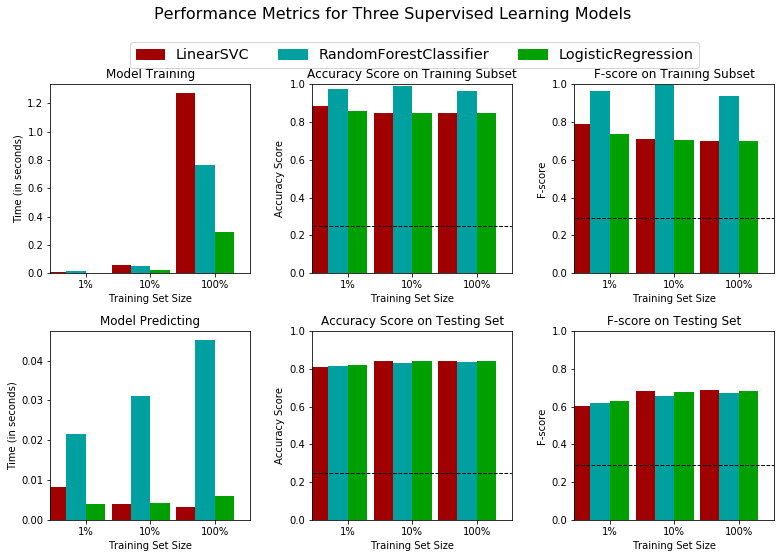 Performance Metrics for Three Supervised Learning Models
LinearSVC RandomForestClassifier LogisticRegression
Model Training
Time (in seconds)
1.2
1.0
0.8
0.6
0.4
0.2
0.0
1% 10% 100%
Training Set Size
Accuracy Score on Training Subset
Accuracy Score
1.0
0.8
0.6
0.4
0.2
0.0
1% 10% 100%
Training Set Size
F-score on Training Subset
F-score
1.0
0.8
0.6
0.4
0.2
0.0
1% 10% 100%
Training Set Size
Model Predicting
Time (in seconds)
0.04
0.03
0.02
0.01
0.00
1% 10% 100%
Training Set Size
Accuracy Score on Testing Set
Accuracy Score
1.0
0.8
0.6
0.4
0.2
0.0
1% 10% 100%
Training Set Size
F-score on Testing Set
F-score
1.0
0.8
0.6
0.4
0.2
0.0
1% 10% 100%
Training Set Size